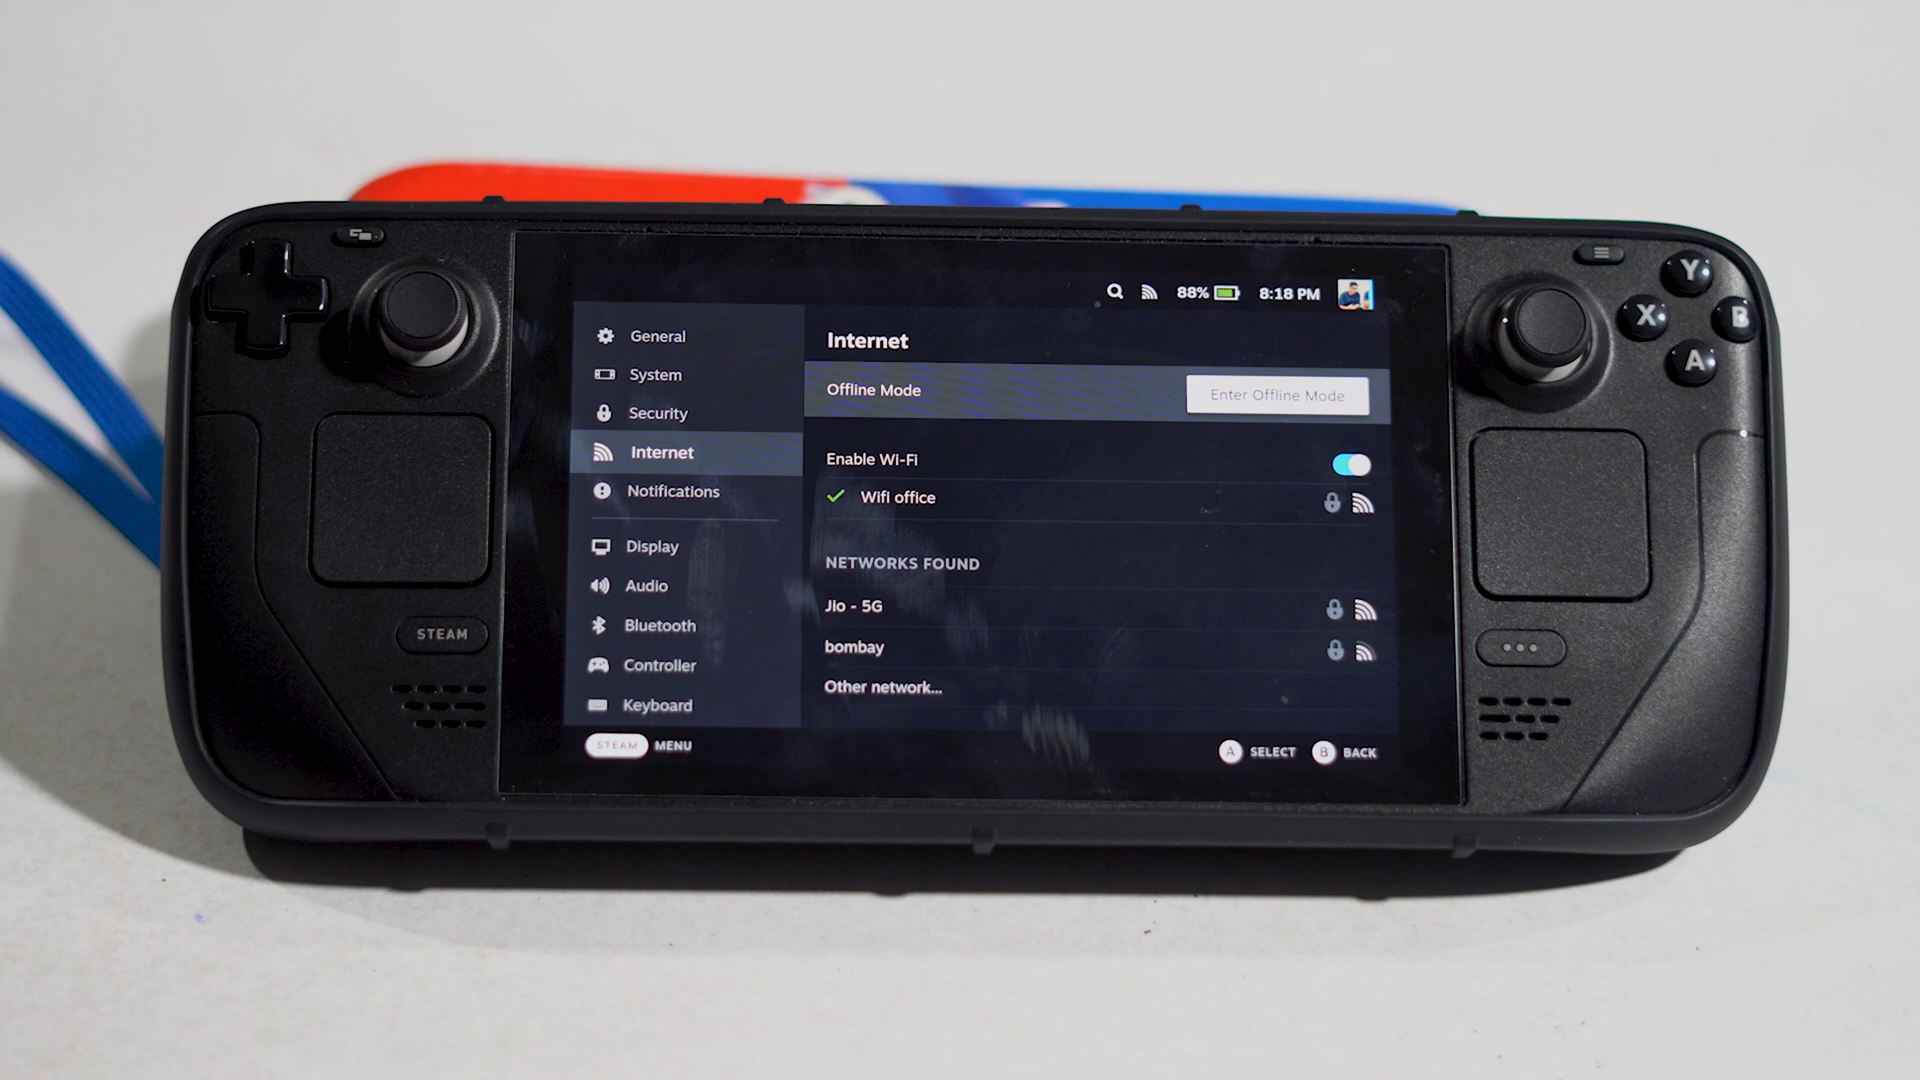 88% 8:18 PM
General
System
Security
Internet
Notifications
Display
Audio
Bluetooth
Controller
Keyboard
Internet
Offline Mode Enter Offline Mode
Enable Wi-Fi
Wifi office
NETWORKS FOUND
Jio - 5G
bombay
Other network...
STEAM MENU
A SELECT B BACK
STEAM
Y
X
B
A